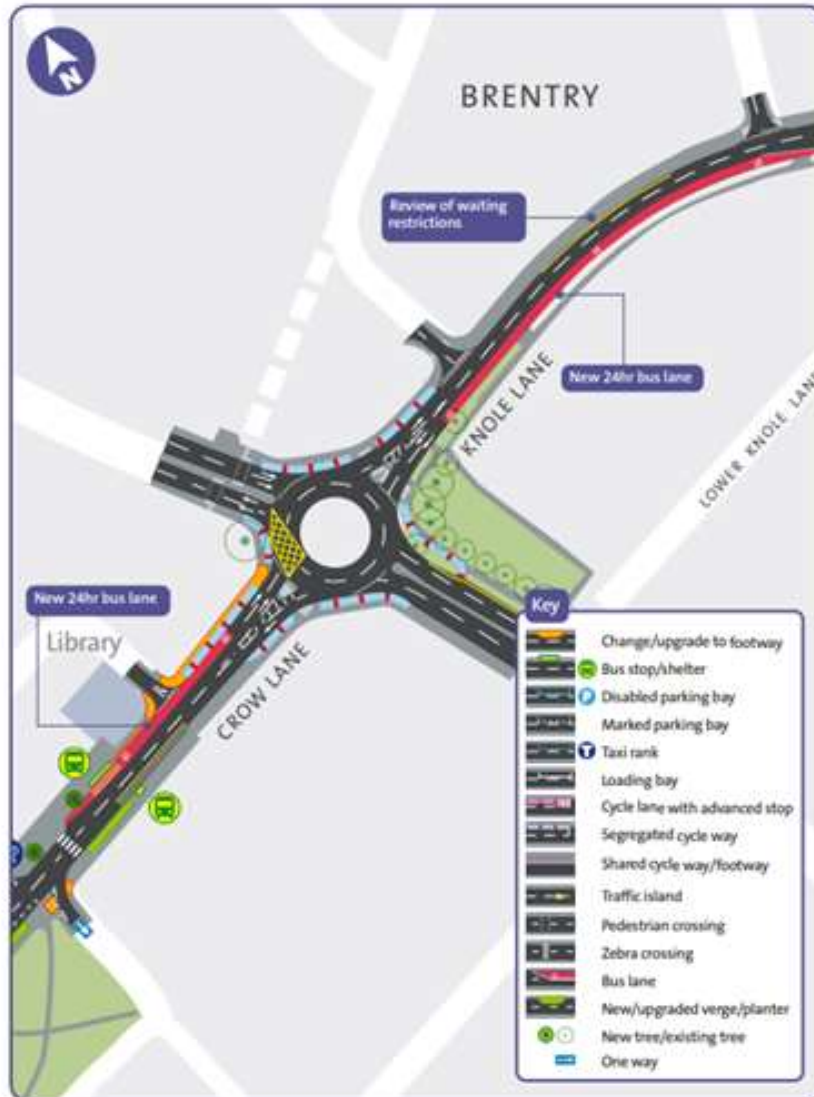 N
BRENTRY
Review of waiting
restrictions
New 24hr bus lane
KNOLE LANE
LOWER KNOLE LANE
New 24hr bus lane
Library
CROW LANE
Key
Change/upgrade to footway
Bus stop/shelter
Disabled parking bay
Marked parking bay
Taxi rank
Loading bay
Cycle lane with advanced stop
Segregated cycle way
Shared cycle way/footway
Traffic island
Pedestrian crossing
Zebra crossing
Bus lane
New/upgraded verge/planter
New tree/existing tree
One way